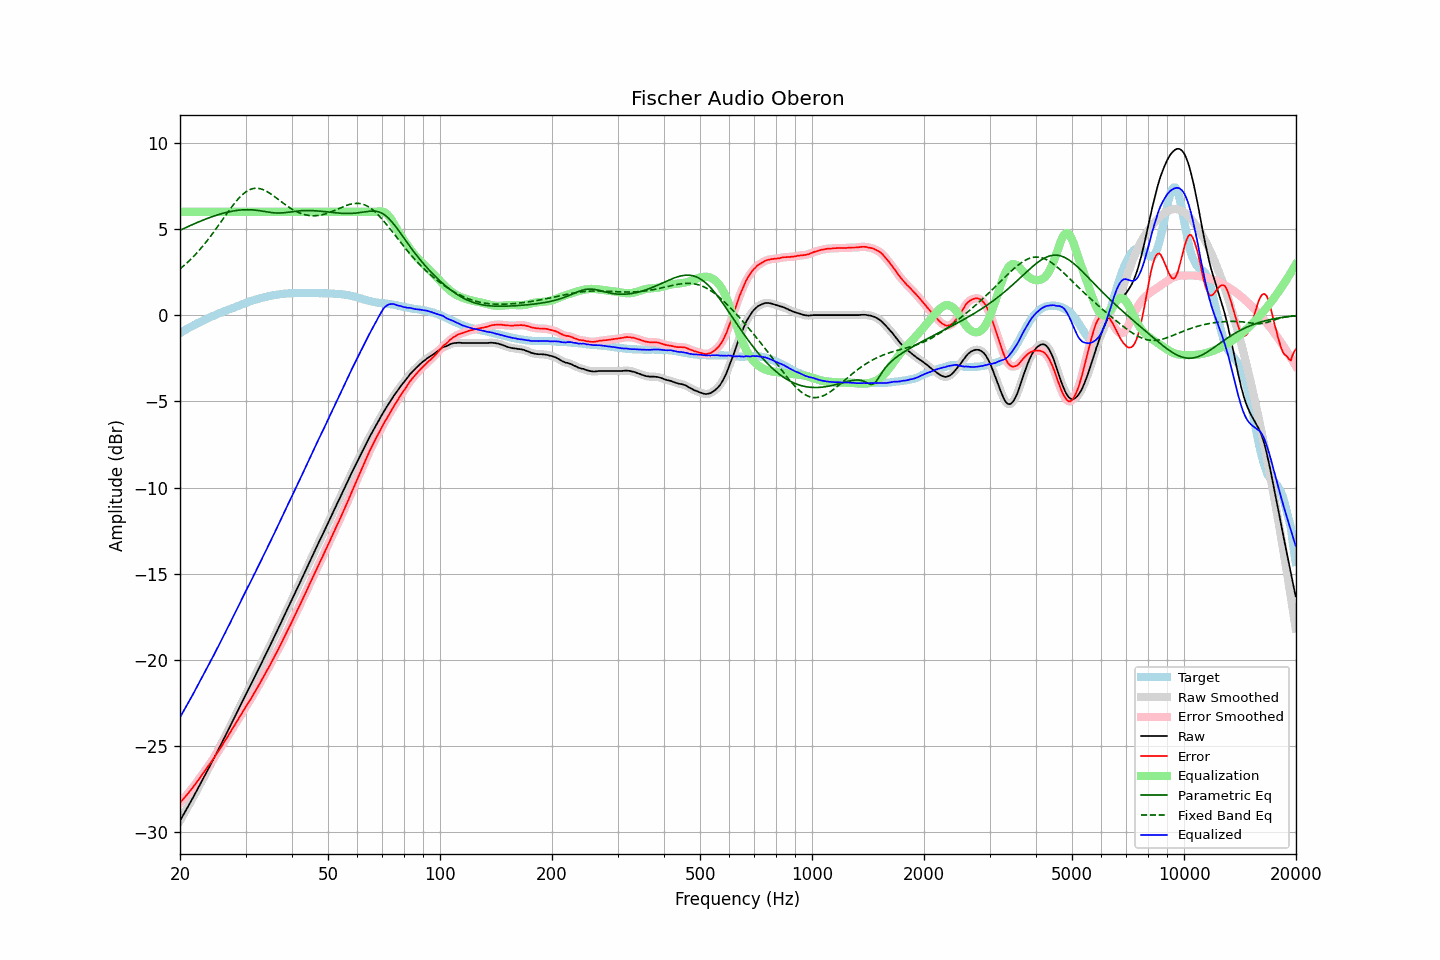 Fischer Audio Oberon
10
5
0
−5
−10
−15
−20
−25
−30
Amplitude (dBr)
20
50
100
200
500
1000
2000
5000
10000
20000
Frequency (Hz)
Target
Raw Smoothed
Error Smoothed
Raw
Error
Equalization
Parametric Eq
Fixed Band Eq
Equalized